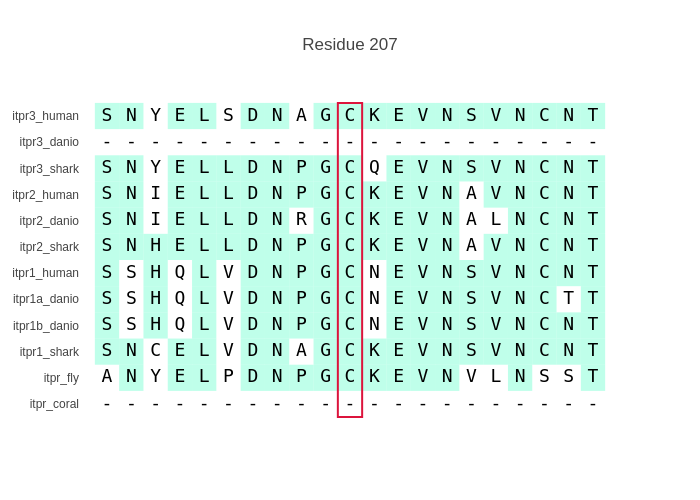 Residue 207
itpr3_human S N Y E L S D N A G C K E V N S V N C N T
itpr3_danio - - - - - - - - - - - - - - - - - - - - -
itpr3_shark S N Y E L L D N P G C Q E V N S V N C N T
itpr2_human S N I E L L D N P G C K E V N A V N C N T
itpr2_danio S N I E L L D N R G C K E V N A L N C N T
itpr2_shark S N H E L L D N P G C K E V N A V N C N T
itpr1_human S S H Q L V D N P G C N E V N S V N C N T
itpr1a_danio S S H Q L V D N P G C N E V N S V N C T T
itpr1b_danio S S H Q L V D N P G C N E V N S V N C N T
itpr1_shark S N C E L V D N A G C K E V N S V N C N T
itpr_fly A N Y E L P D N P G C K E V N V L N S S T
itpr_coral - - - - - - - - - - - - - - - - - - - - -